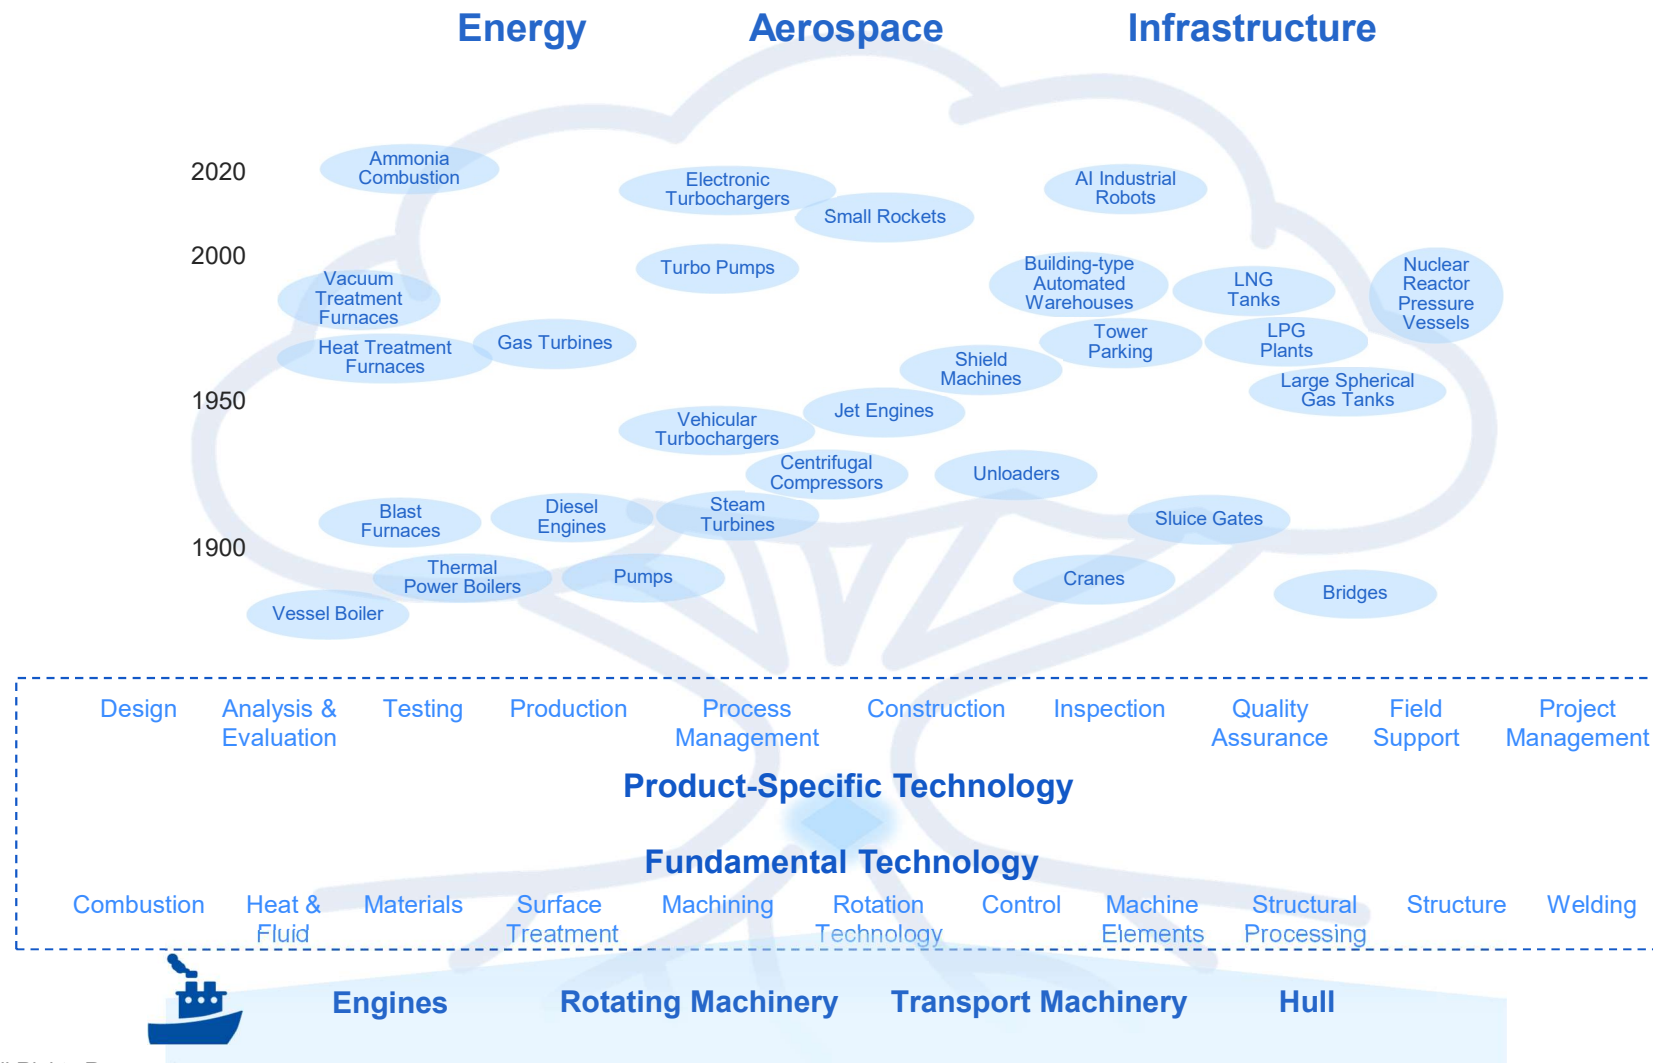 Energy
Aerospace
Infrastructure
2020
Ammonia
Combustion
Electronic
Turbochargers
Small Rockets
AI Industrial
Robots
2000
Vacuum
Treatment
Furnaces
Turbo Pumps
Building-type
Automated
Warehouses
LNG
Tanks
Nuclear
Reactor
Pressure
Vessels
Heat Treatment
Furnaces
Gas Turbines
Tower
Parking
LPG
Plants
Shield
Machines
Large Spherical
Gas Tanks
1950
Vehicular
Turbochargers
Jet Engines
Centrifugal
Compressors
Unloaders
Blast
Furnaces
Diesel
Engines
Steam
Turbines
Sluice Gates
1900
Thermal
Power Boilers
Pumps
Cranes
Bridges
Vessel Boiler
Design
Analysis &
Evaluation
Testing
Production
Process
Management
Construction
Inspection
Quality
Assurance
Field
Support
Project
Management
Product-Specific Technology
Fundamental Technology
Combustion
Heat &
Fluid
Materials
Surface
Treatment
Machining
Rotation
Technology
Control
Machine
Elements
Structural
Processing
Structure
Welding
Engines
Rotating Machinery
Transport Machinery
Hull